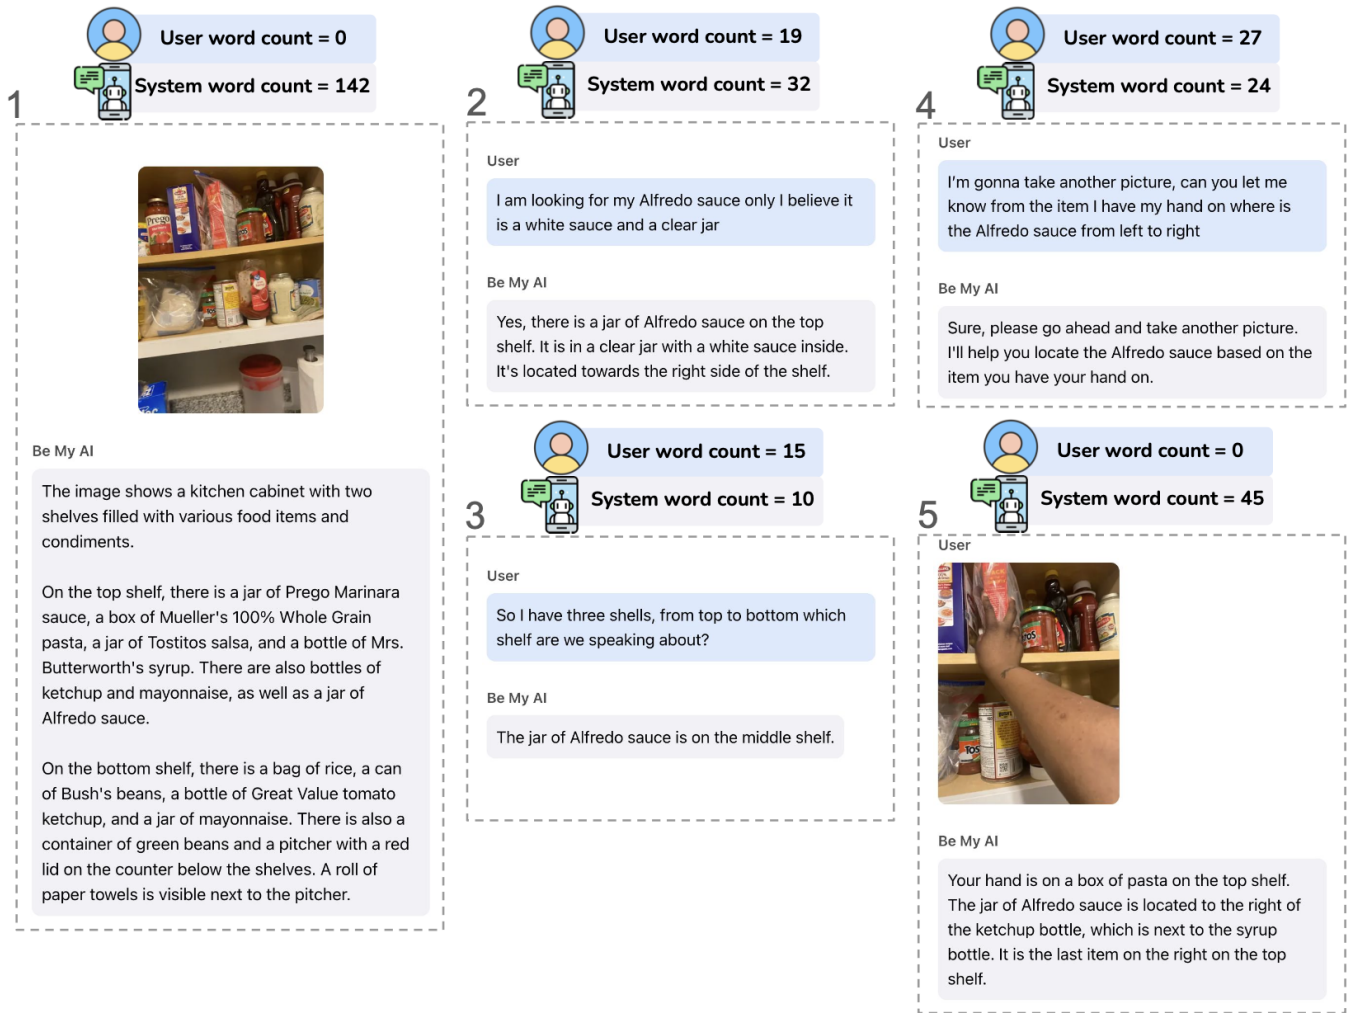 1
User word count = 0
System word count = 142
Prego
Be My AI
The image shows a kitchen cabinet with two
shelves filled with various food items and
condiments.
On the top shelf, there is a jar of Prego Marinara
sauce, a box of Mueller's 100% Whole Grain
pasta, a jar of Tostitos salsa, and a bottle of Mrs.
Butterworth's syrup. There are also bottles of
ketchup and mayonnaise, as well as a jar of
Alfredo sauce.
On the bottom shelf, there is a bag of rice, a can
of Bush's beans, a bottle of Great Value tomato
ketchup, and a jar of mayonnaise. There is also a
container of green beans and a pitcher with a red
lid on the counter below the shelves. A roll of
paper towels is visible next to the pitcher.
2
User word count = 19
System word count = 32
User
I am looking for my Alfredo sauce only I believe it
is a white sauce and a clear jar
Be My AI
Yes, there is a jar of Alfredo sauce on the top
shelf. It is in a clear jar with a white sauce inside.
It's located towards the right side of the shelf.
3
User word count = 15
System word count = 10
User
So I have three shells, from top to bottom which
shelf are we speaking about?
Be My AI
The jar of Alfredo sauce is on the middle shelf.
4
User word count = 27
System word count = 24
User
I'm gonna take another picture, can you let me
know from the item I have my hand on where is
the Alfredo sauce from left to right
Be My AI
Sure, please go ahead and take another picture.
I'll help you locate the Alfredo sauce based on the
item you have your hand on.
5
User word count = 0
System word count = 45
User
TOS
Be My AI
Your hand is on a box of pasta on the top shelf.
The jar of Alfredo sauce is located to the right of
the ketchup bottle, which is next to the syrup
bottle. It is the last item on the right on the top
shelf.